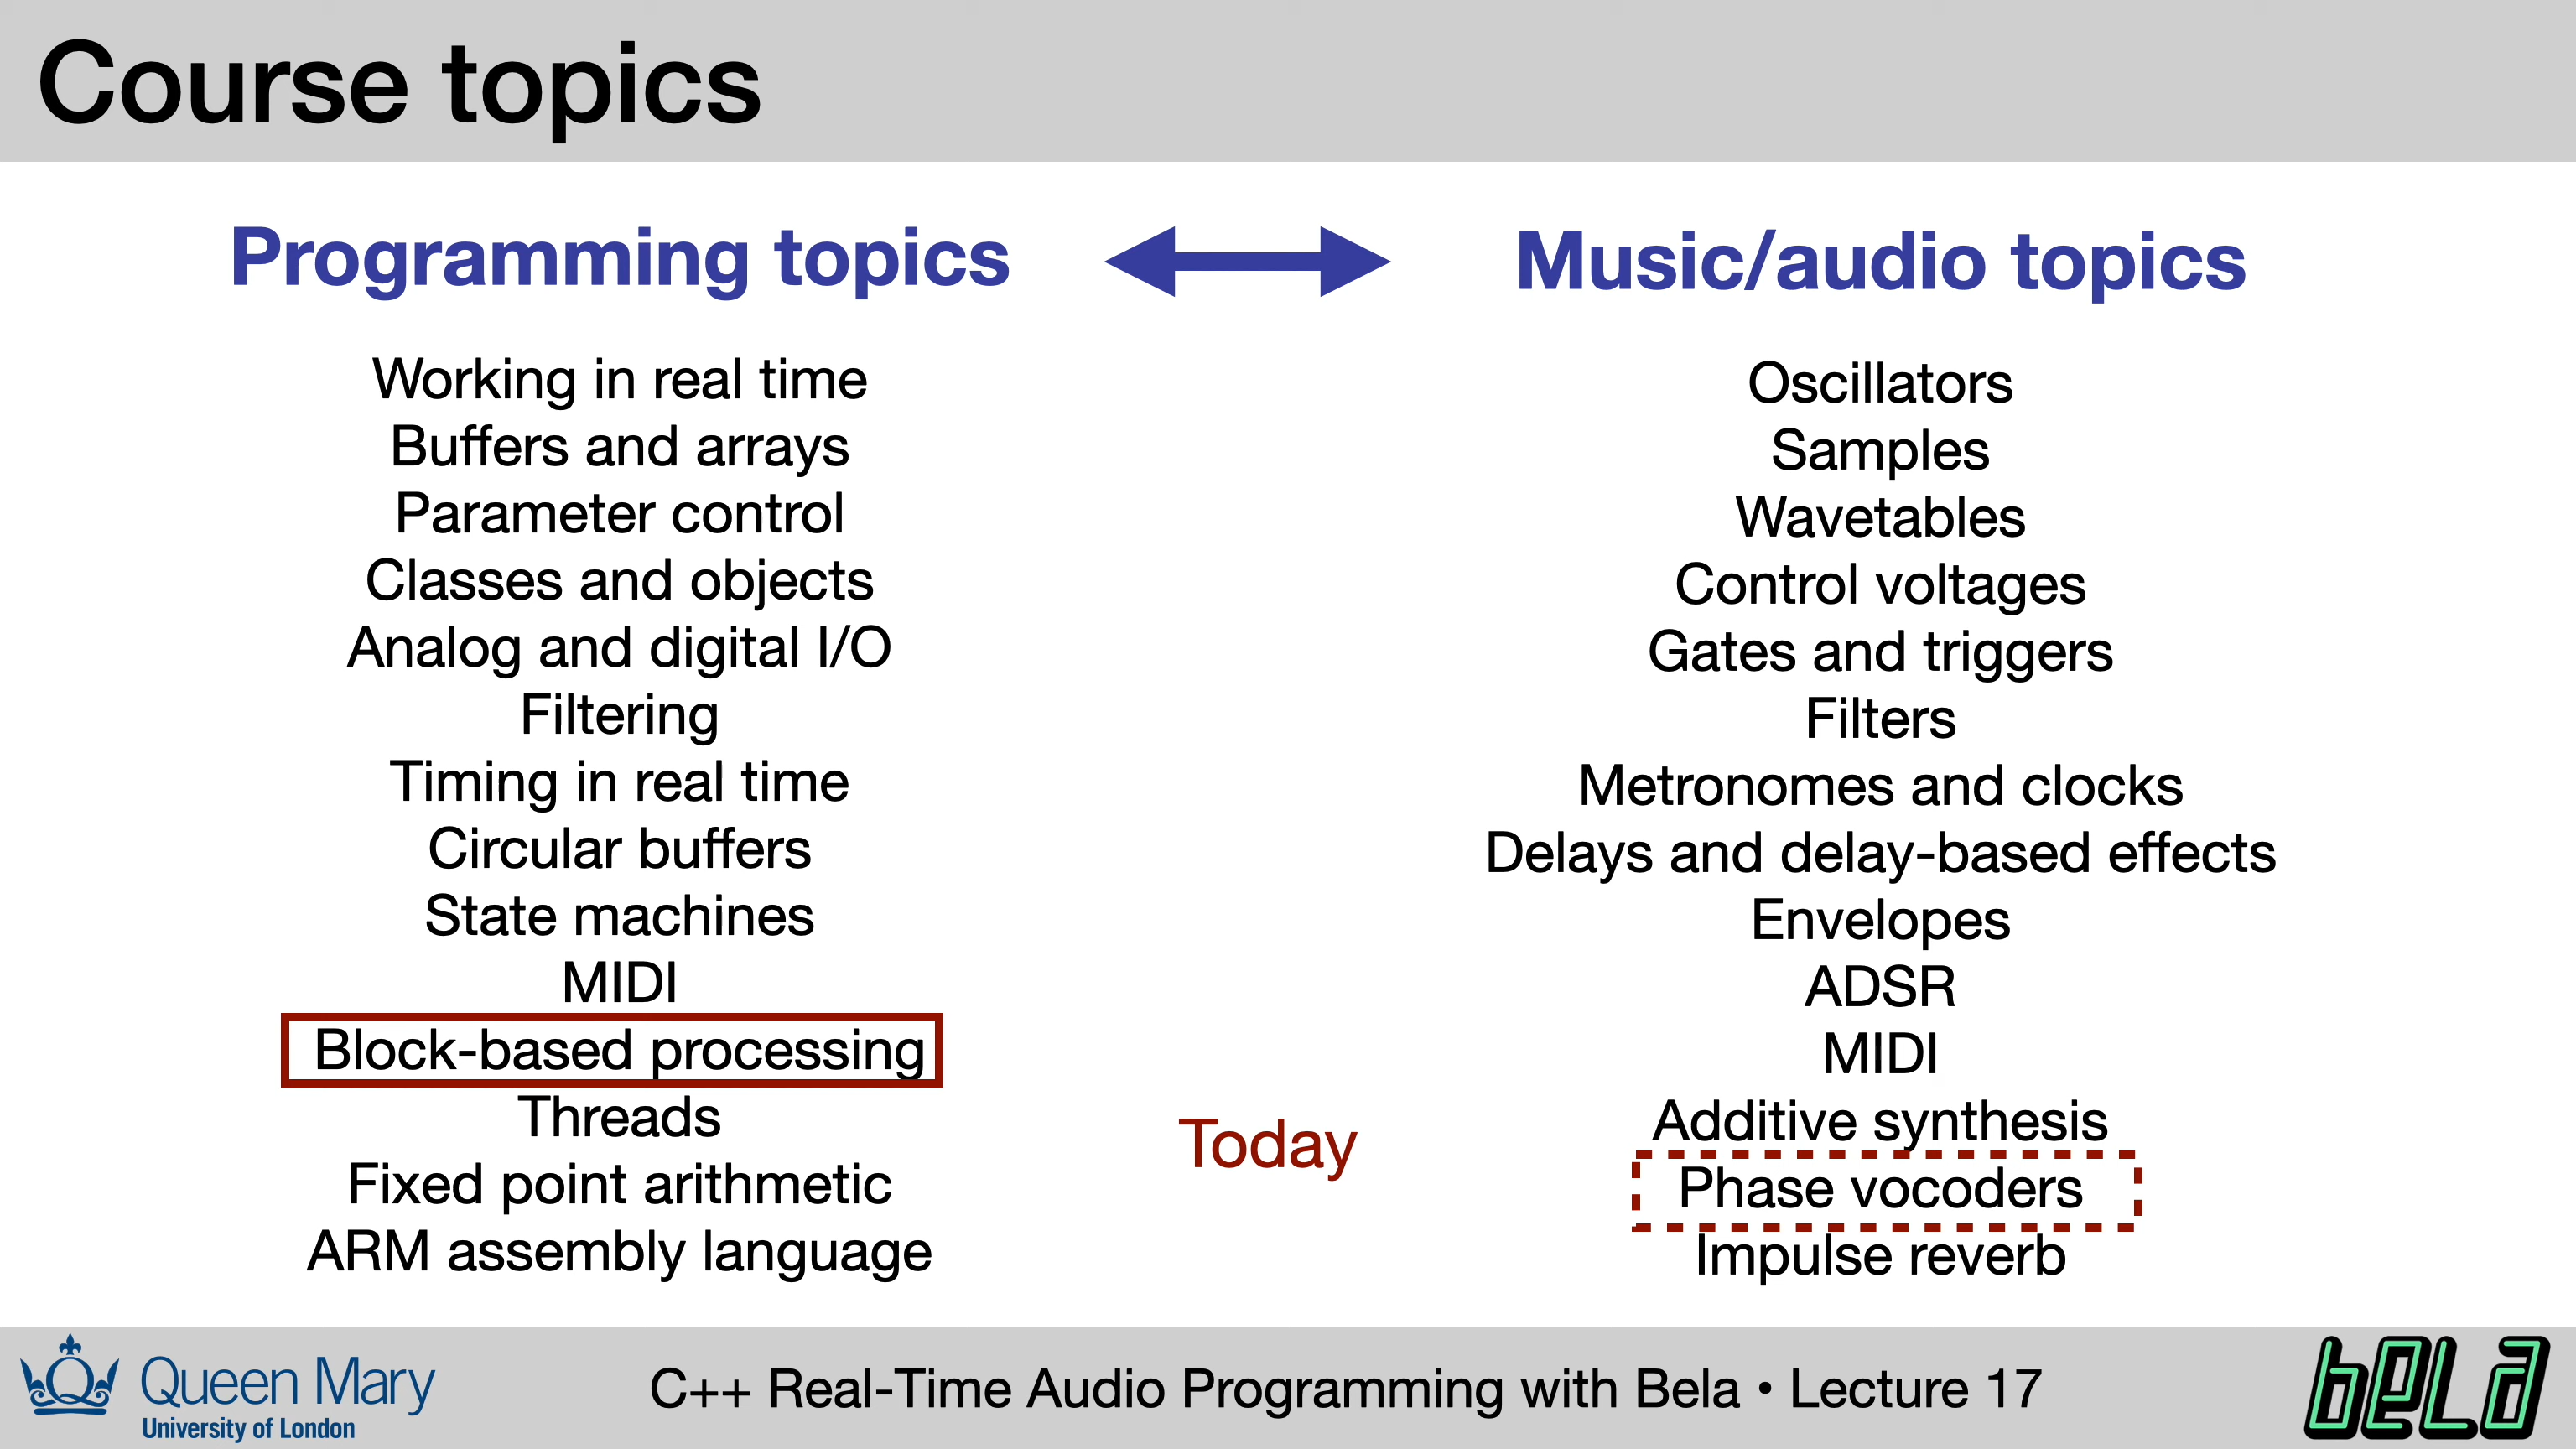 Course topics
Programming topics
Working in real time
Buffers and arrays
Parameter control
Classes and objects
Analog and digital I/O
Filtering
Timing in real time
Circular buffers
State machines
MIDI
Block-based processing
Threads
Fixed point arithmetic
ARM assembly language
Today
Music/audio topics
Oscillators
Samples
Wavetables
Control voltages
Gates and triggers
Filters
Metronomes and clocks
Delays and delay-based effects
Envelopes
ADSR
MIDI
Additive synthesis
Phase vocoders
Impulse reverb
Queen Mary
University of London
C++ Real-Time Audio Programming with Bela • Lecture 17
bela